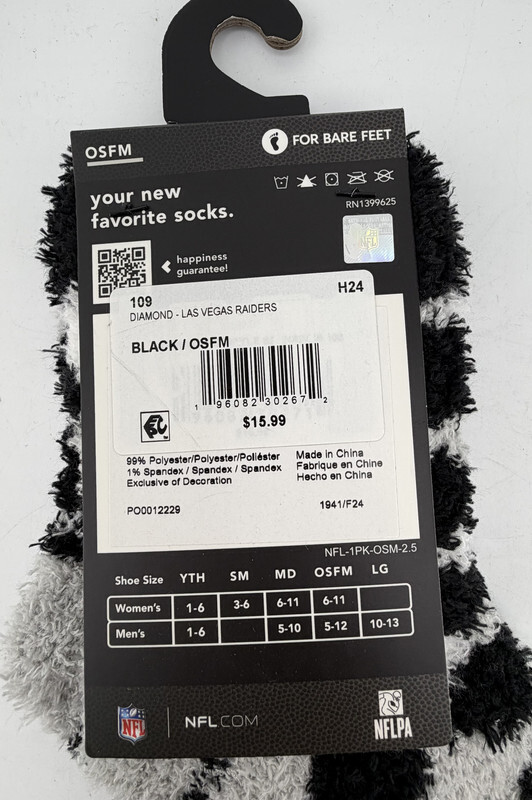 OSFM
FOR BARE FEET
your new
favorite socks.
RN1399625
NFL
happiness
guarantee!
109 H24
DIAMOND - LAS VEGAS RAIDERS
BLACK / OSFM
1 96082 30267 2
$15.99
99% Polyester/Polyester/Poliéster
1% Spandex / Spandex / Spandex
Exclusive of Decoration
Made in China
Fabrique en Chine
Hecho en China
PO0012229 1941/F24
NFL-1PK-OSM-2.5
Shoe Size YTH SM MD OSFM LG
Women's 1-6 3-6 6-11 6-11
Men's 1-6 5-10 5-12 10-13
NFL NFL.COM NFLPA